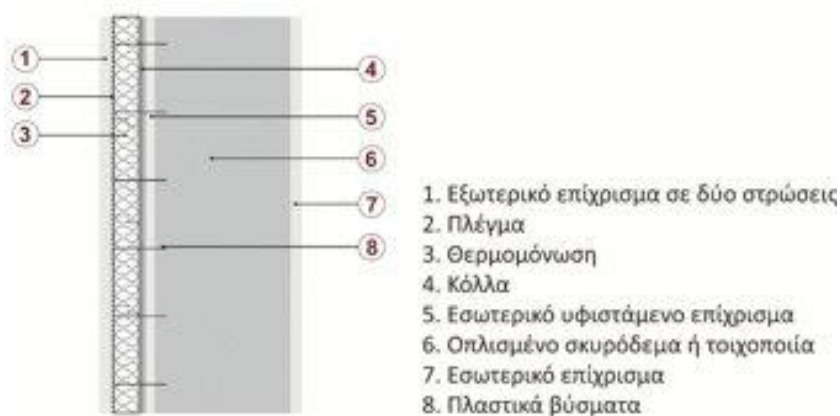 1
2
3
4
5
6
7
8
1. Εξωτερικό επίχρισμα σε δύο στρώσεις
2. Πλέγμα
3. Θερμομόνωση
4. Κόλλα
5. Εσωτερικό υφιστάμενο επίχρισμα
6. Οπλισμένο σκυρόδεμα ή τοιχοποιία
7. Εσωτερικό επίχρισμα
8. Πλαστικά βύσματα